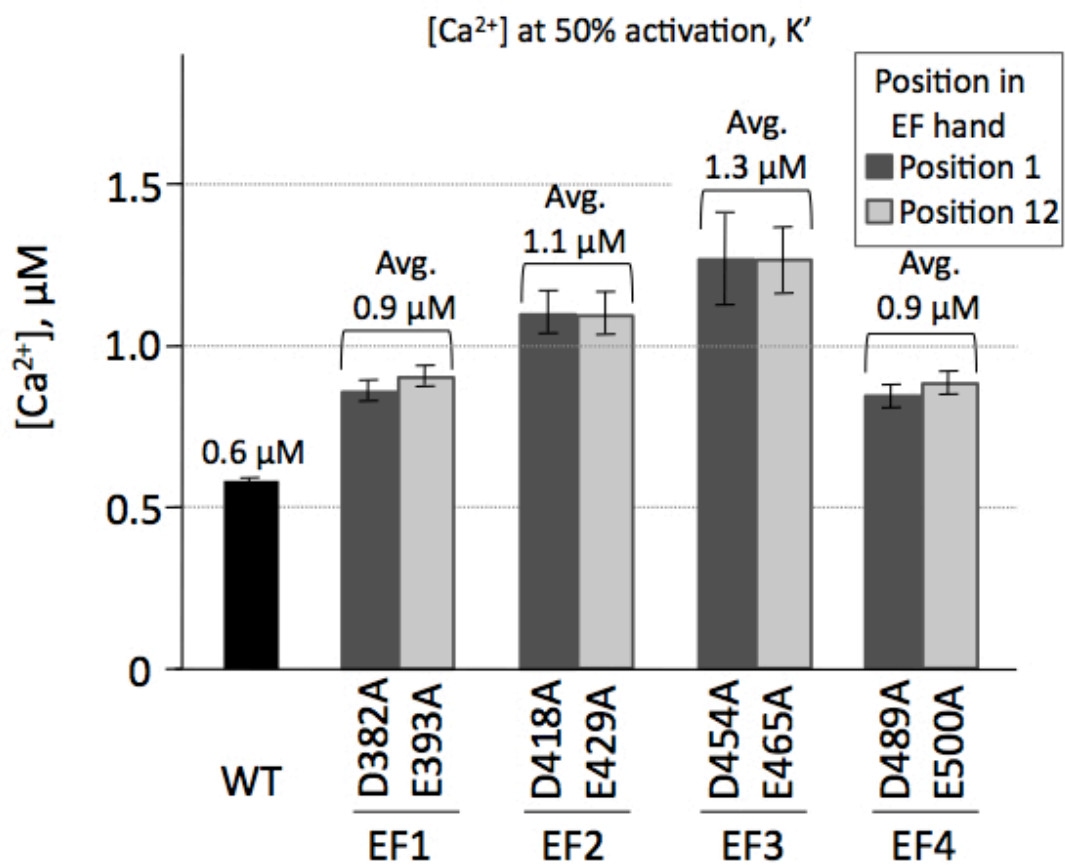 [Ca²⁺] at 50% activation, K′
Position in
EF hand
Position 1
Position 12
[Ca²⁺], µM
1.5
1.0
0.5
0
0.6 µM
Avg.
0.9 µM
Avg.
1.1 µM
Avg.
1.3 µM
Avg.
0.9 µM
WT
D382A
E393A
D418A
E429A
D454A
E465A
D489A
E500A
EF1
EF2
EF3
EF4